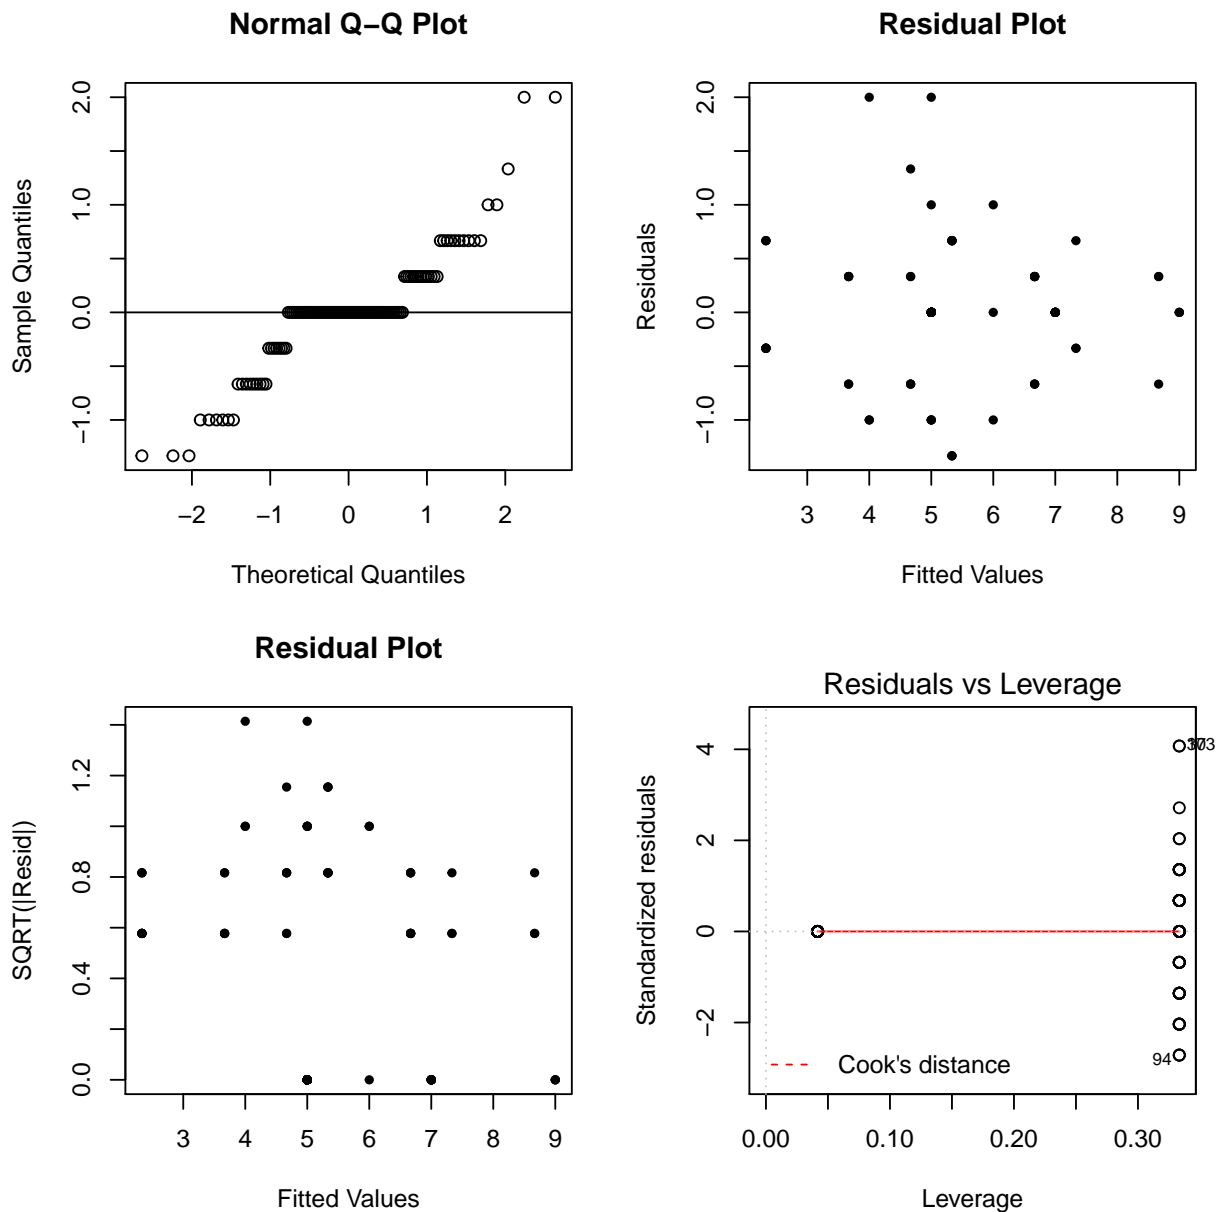 Normal Q−Q Plot
Sample Quantiles
−1.0 0.0 1.0 2.0
−2 −1 0 1 2
Theoretical Quantiles
Residual Plot
Residuals
−1.0 0.0 1.0 2.0
3 4 5 6 7 8 9
Fitted Values
Residual Plot
SQRT(|Resid|)
0.0 0.4 0.8 1.2
3 4 5 6 7 8 9
Fitted Values
Residuals vs Leverage
Standardized residuals
−2 0 2 4
94
Cook's distance
0.00 0.10 0.20 0.30
Leverage